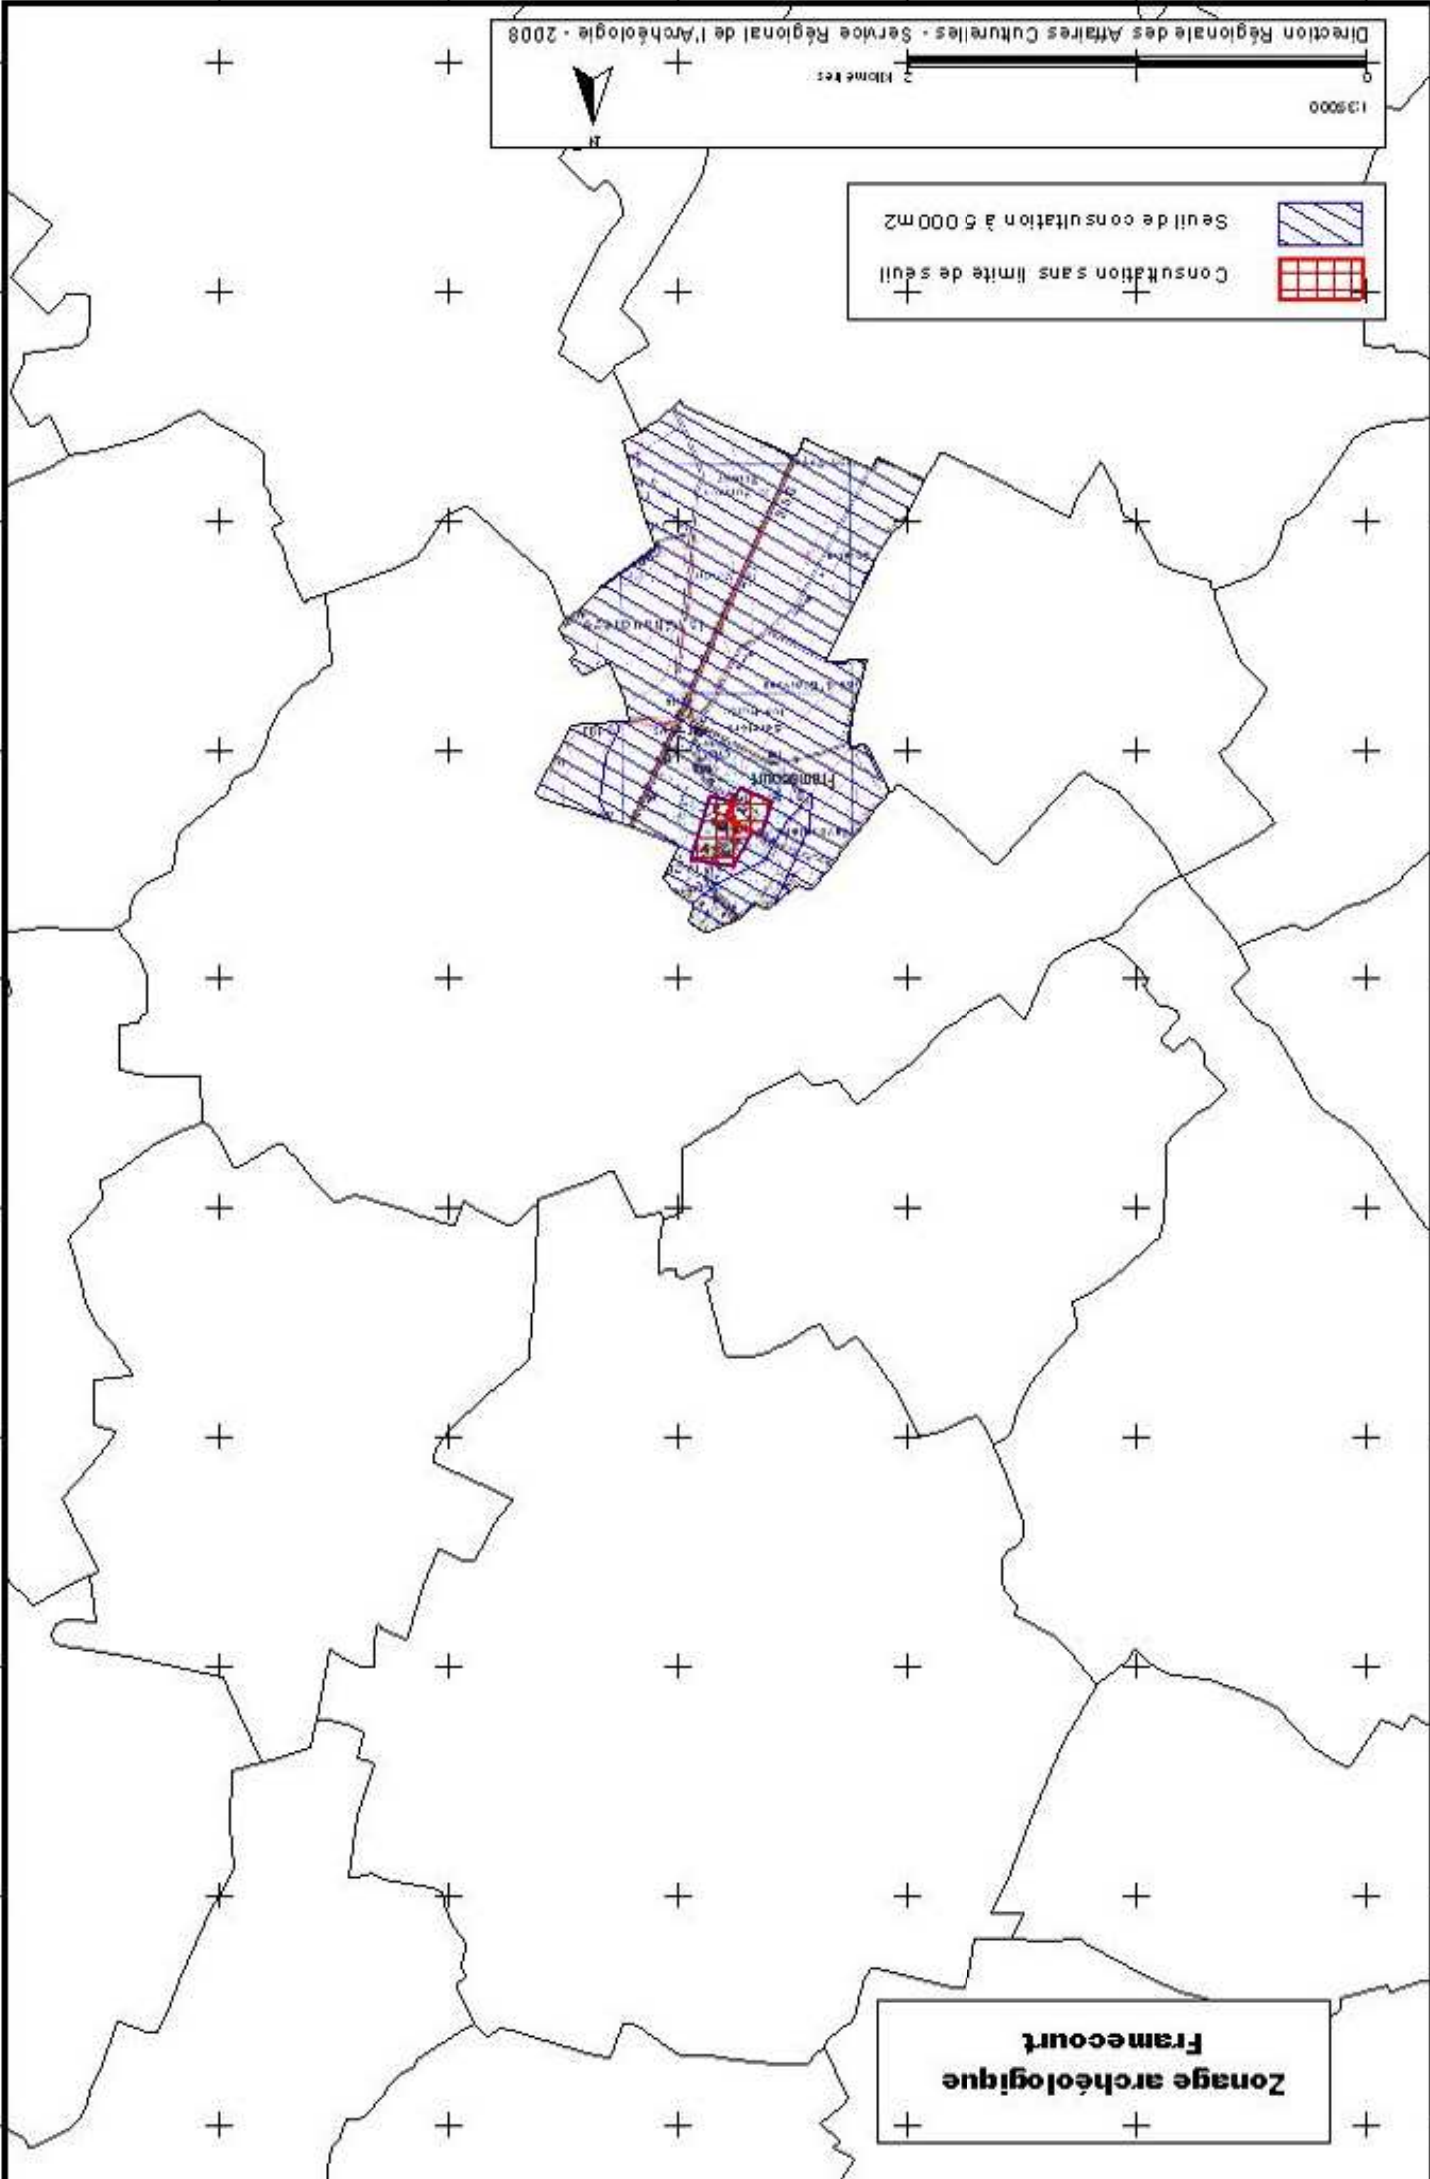 Zonage archéologique
Framecourt
Framecourt
Consultation sans limite de seuil
Seuil de consultation à 5 000 m2
1:35000
N
0
2 Kilomètres
Direction Régionale des Affaires Culturelles - Service Régional de l'Archéologie - 2008